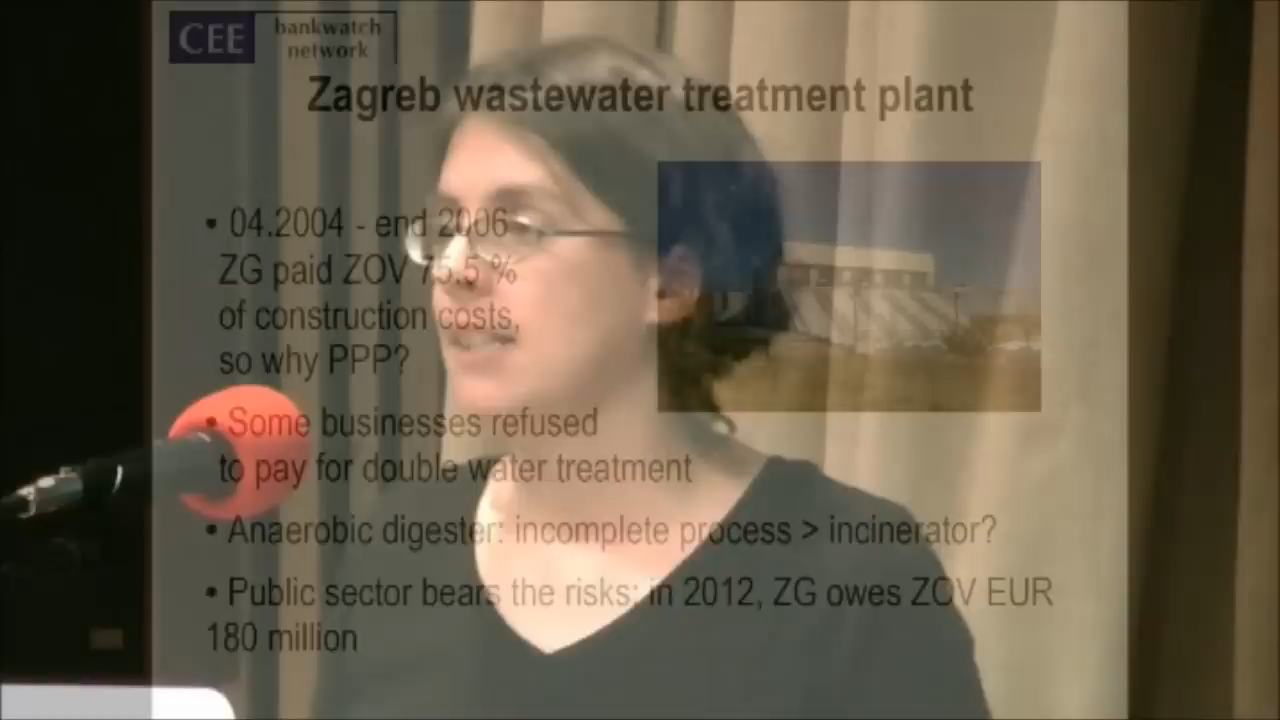 CEE bankwatch
network
Zagreb wastewater treatment plant
• 04.2004 - end 2006
ZG paid ZOV 75.5 %
of construction costs,
so why PPP?
• Some businesses refused
to pay for double water treatment
• Anaerobic digester: incomplete process > incinerator?
• Public sector bears the risks: in 2012, ZG owes ZOV EUR
180 million